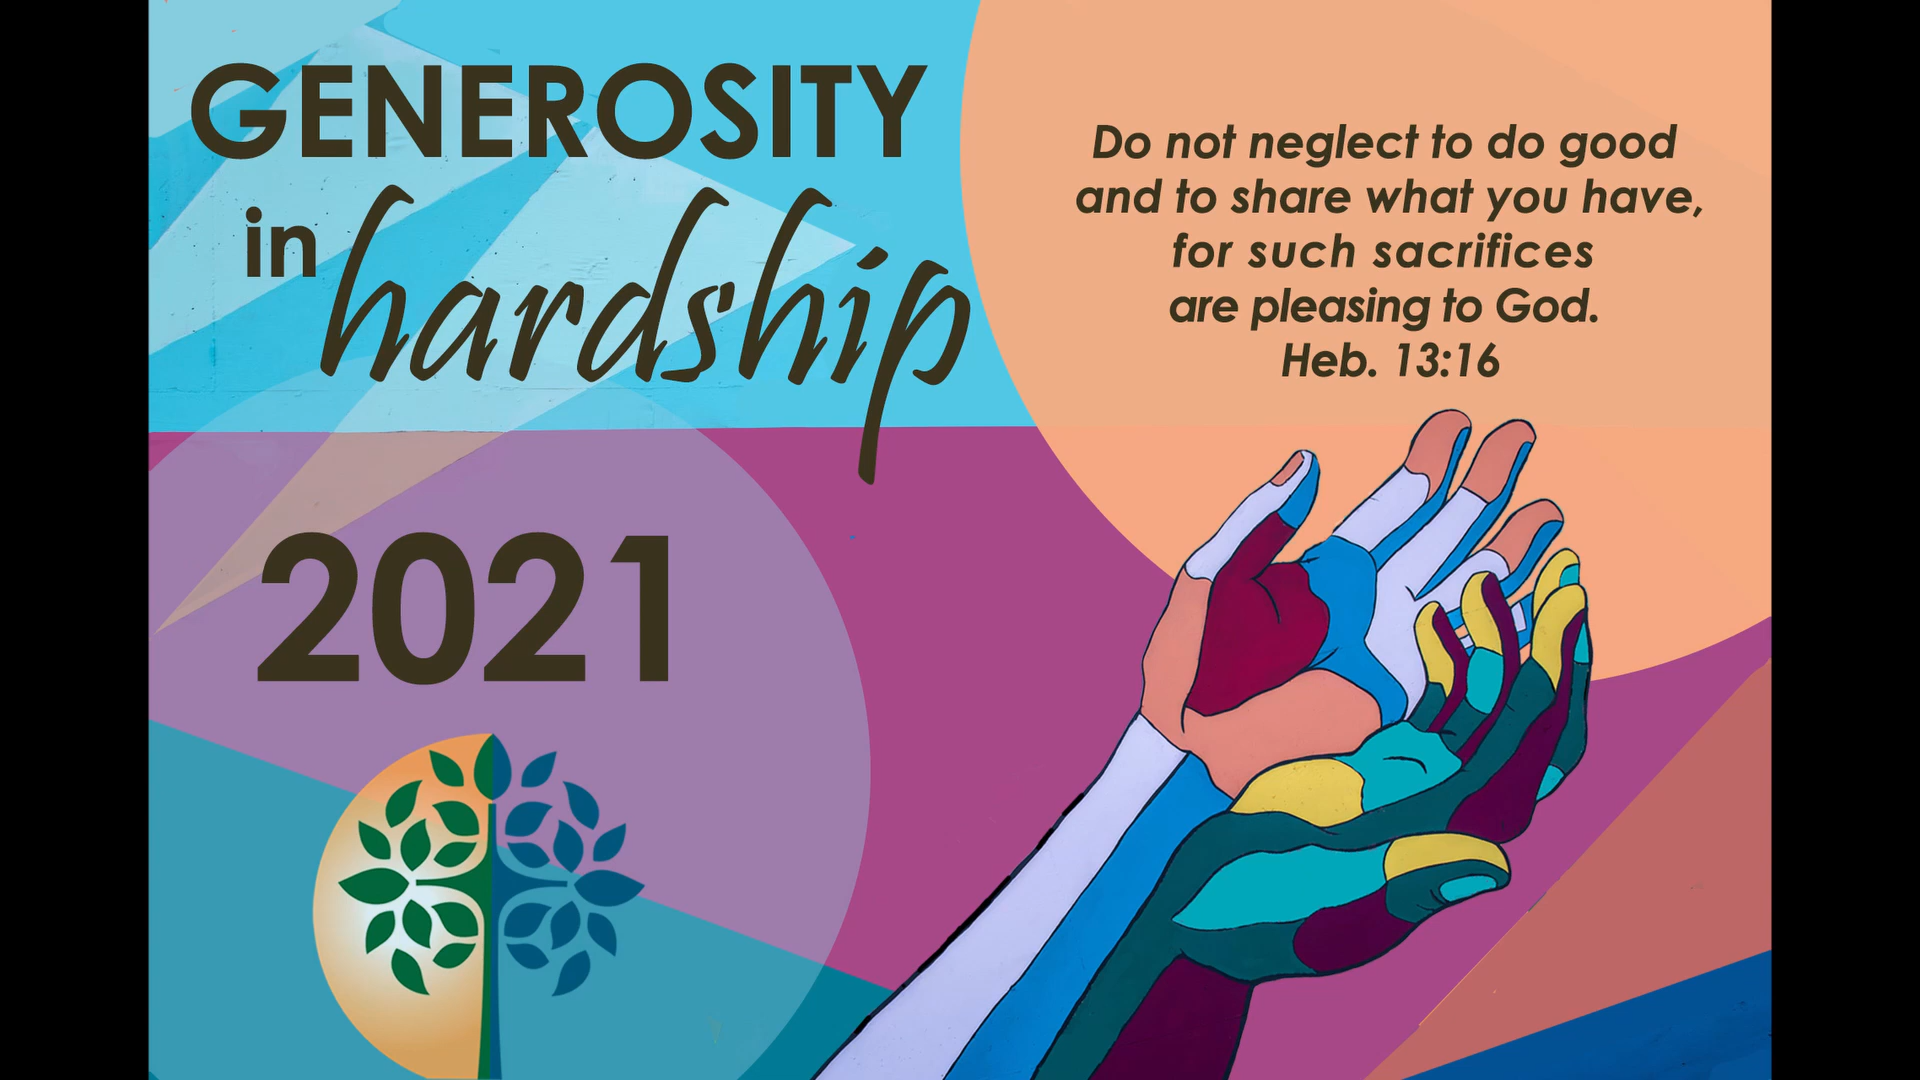 GENEROSITY
in hardship
2021
Do not neglect to do good
and to share what you have,
for such sacrifices
are pleasing to God.
Heb. 13:16